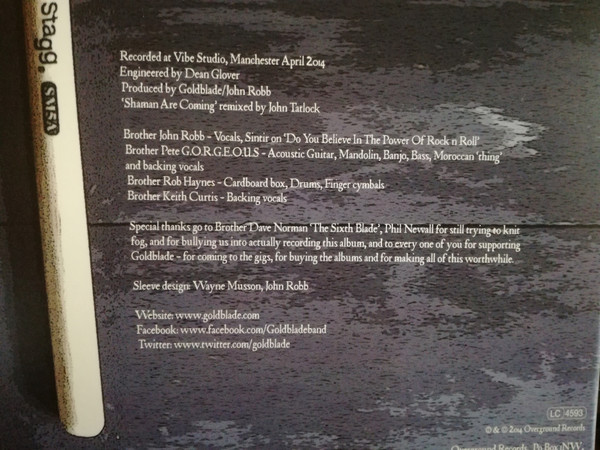 Stagg.
SM5A
Recorded at Vibe Studio, Manchester April 2014
Engineered by Dean Glover
Produced by Goldblade/John Robb
'Shaman Are Coming' remixed by John Tatlock
Brother John Robb - Vocals, Sintir on 'Do You Believe In The Power Of Rock n Roll'
Brother Pete G.O.R.G.E.O.U.S - Acoustic Guitar, Mandolin, Banjo, Bass, Moroccan 'thing'
and backing vocals
Brother Rob Haynes - Cardboard box, Drums, Finger cymbals
Brother Keith Curtis - Backing vocals
Special thanks go to Brother Dave Norman 'The Sixth Blade', Phil Newall for still trying to knit
fog, and for bullying us into actually recording this album, and to every one of you for supporting
Goldblade - for coming to the gigs, for buying the albums and for making all of this worthwhile.
Sleeve design: Wayne Musson, John Robb
Website: www.goldblade.com
Facebook: www.facebook.com/Goldbladeband
Twitter: www.twitter.com/goldblade
LC 4593
℗ & © 2014 Overground Records
Overground Records, Po Box 1NW,